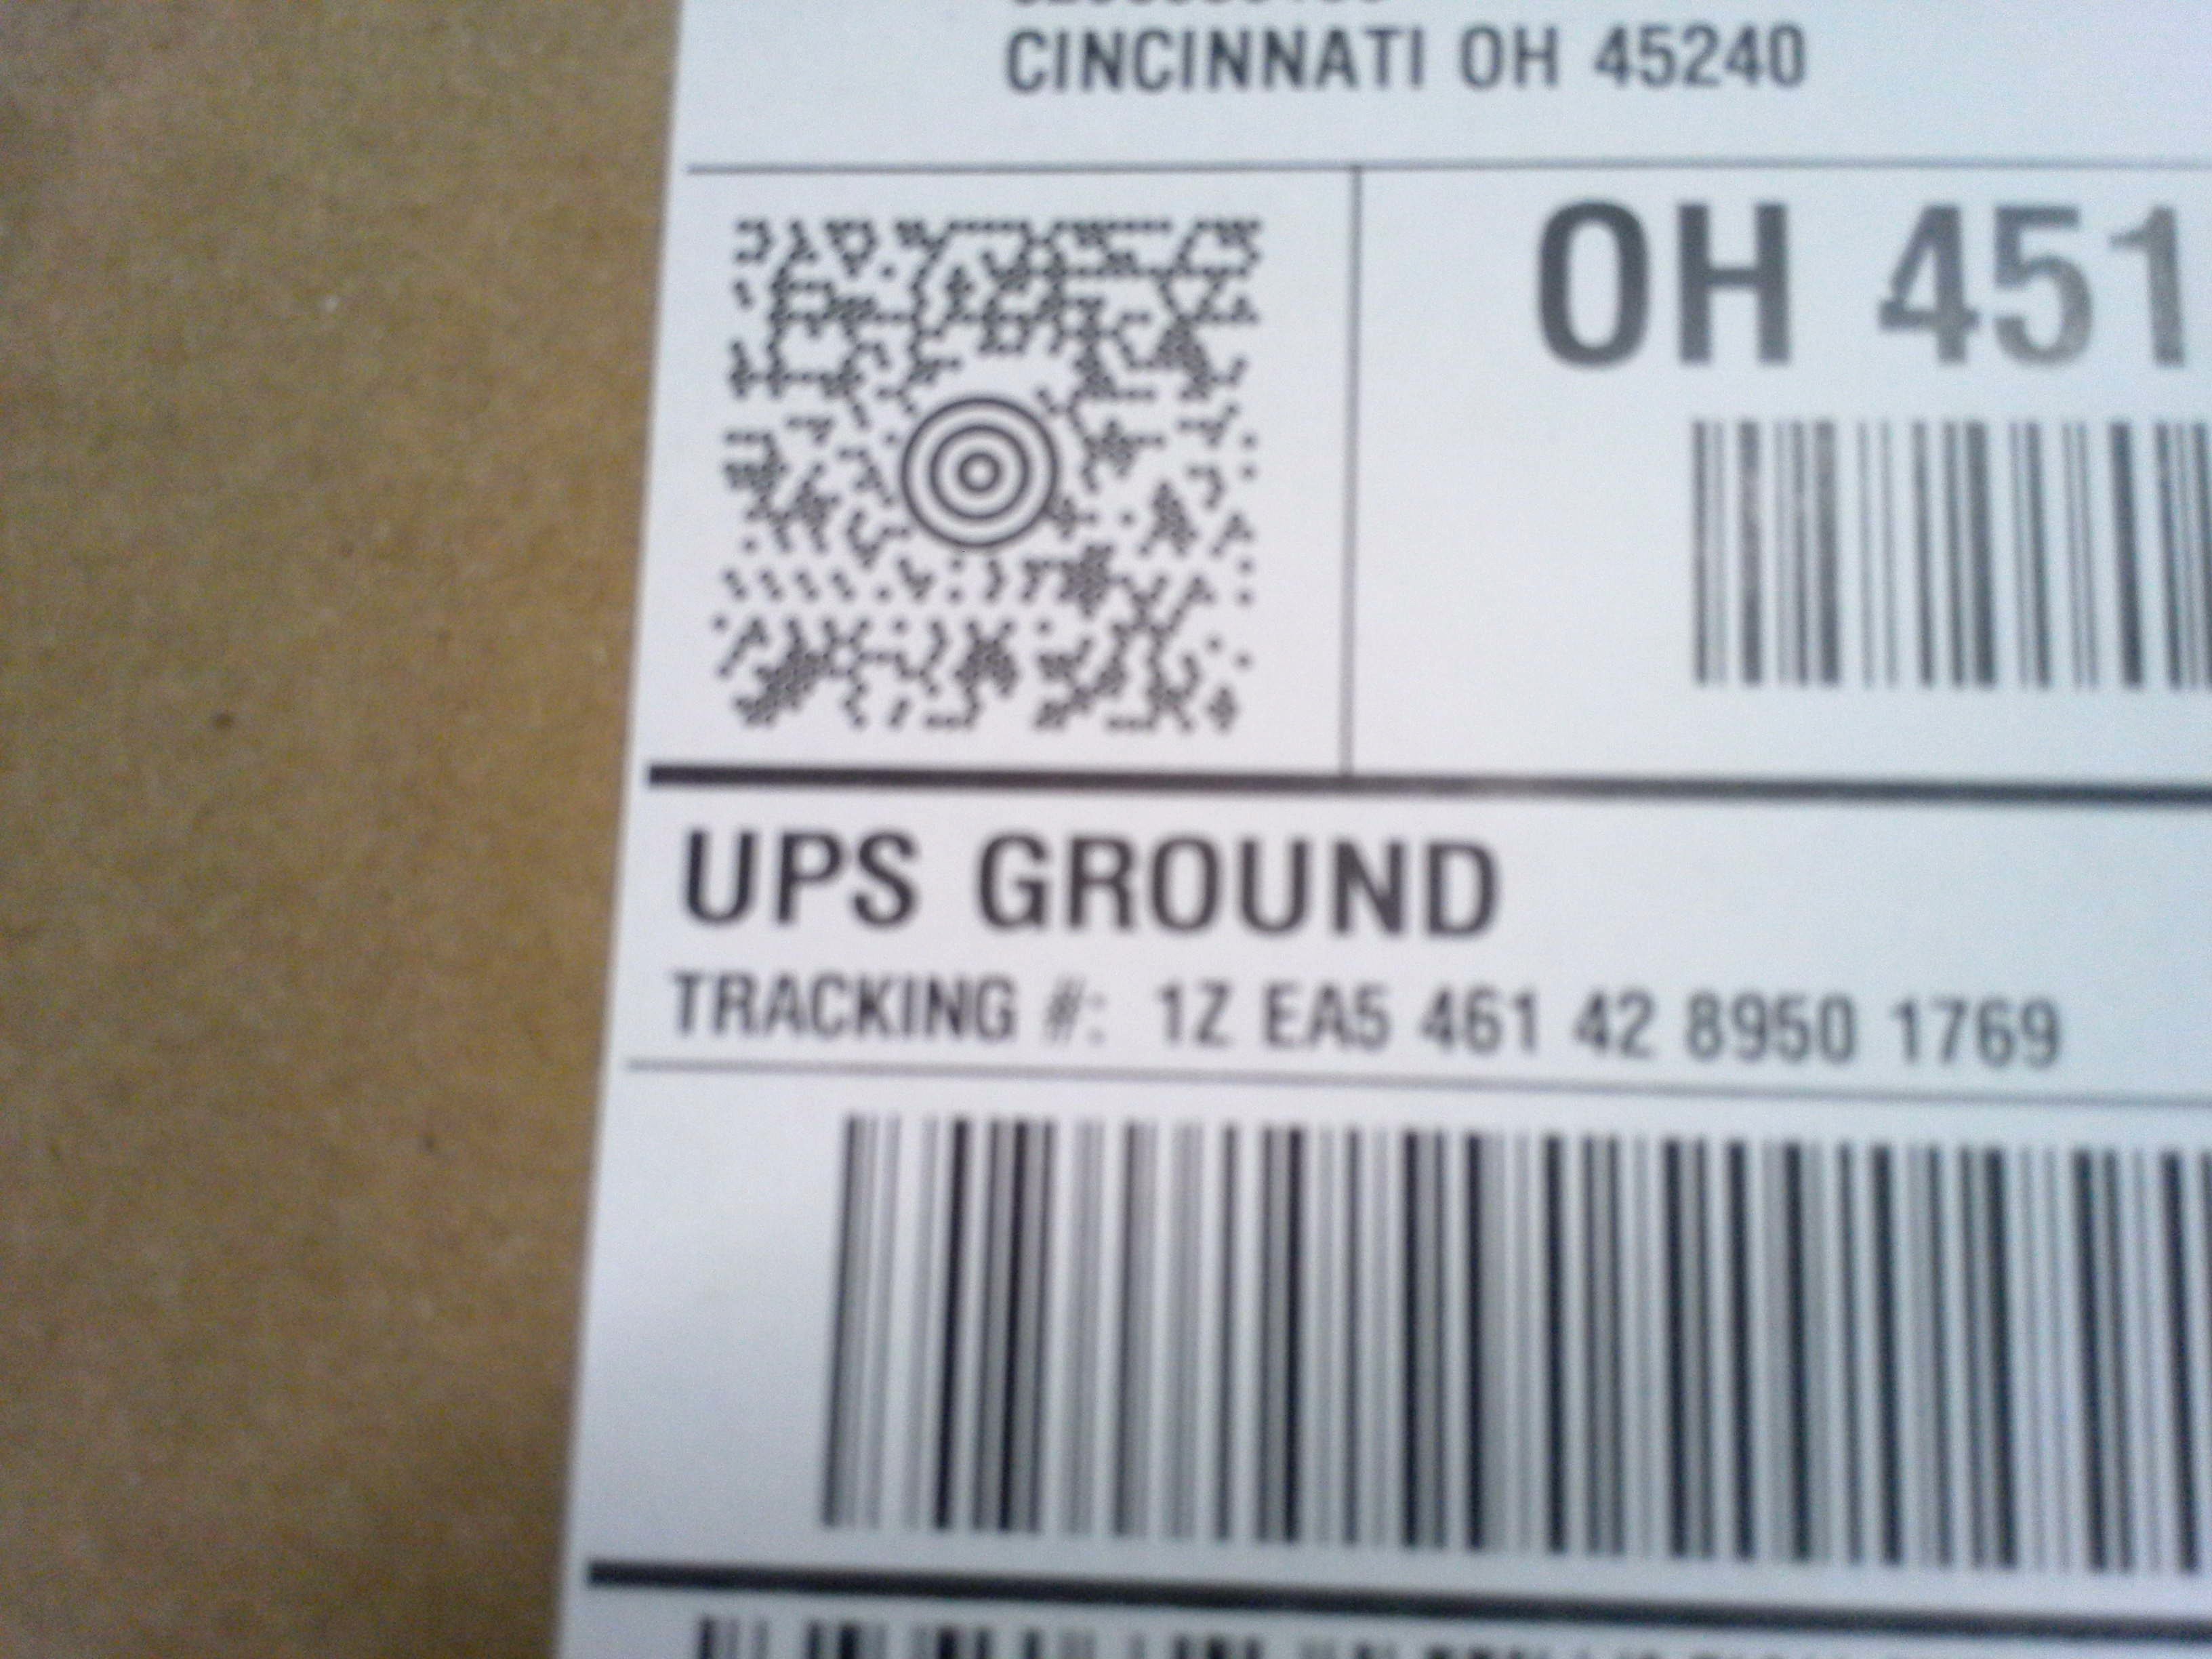 CINCINNATI OH 45240
OH 451
UPS GROUND
TRACKING #: 1Z EA5 461 42 8950 1769